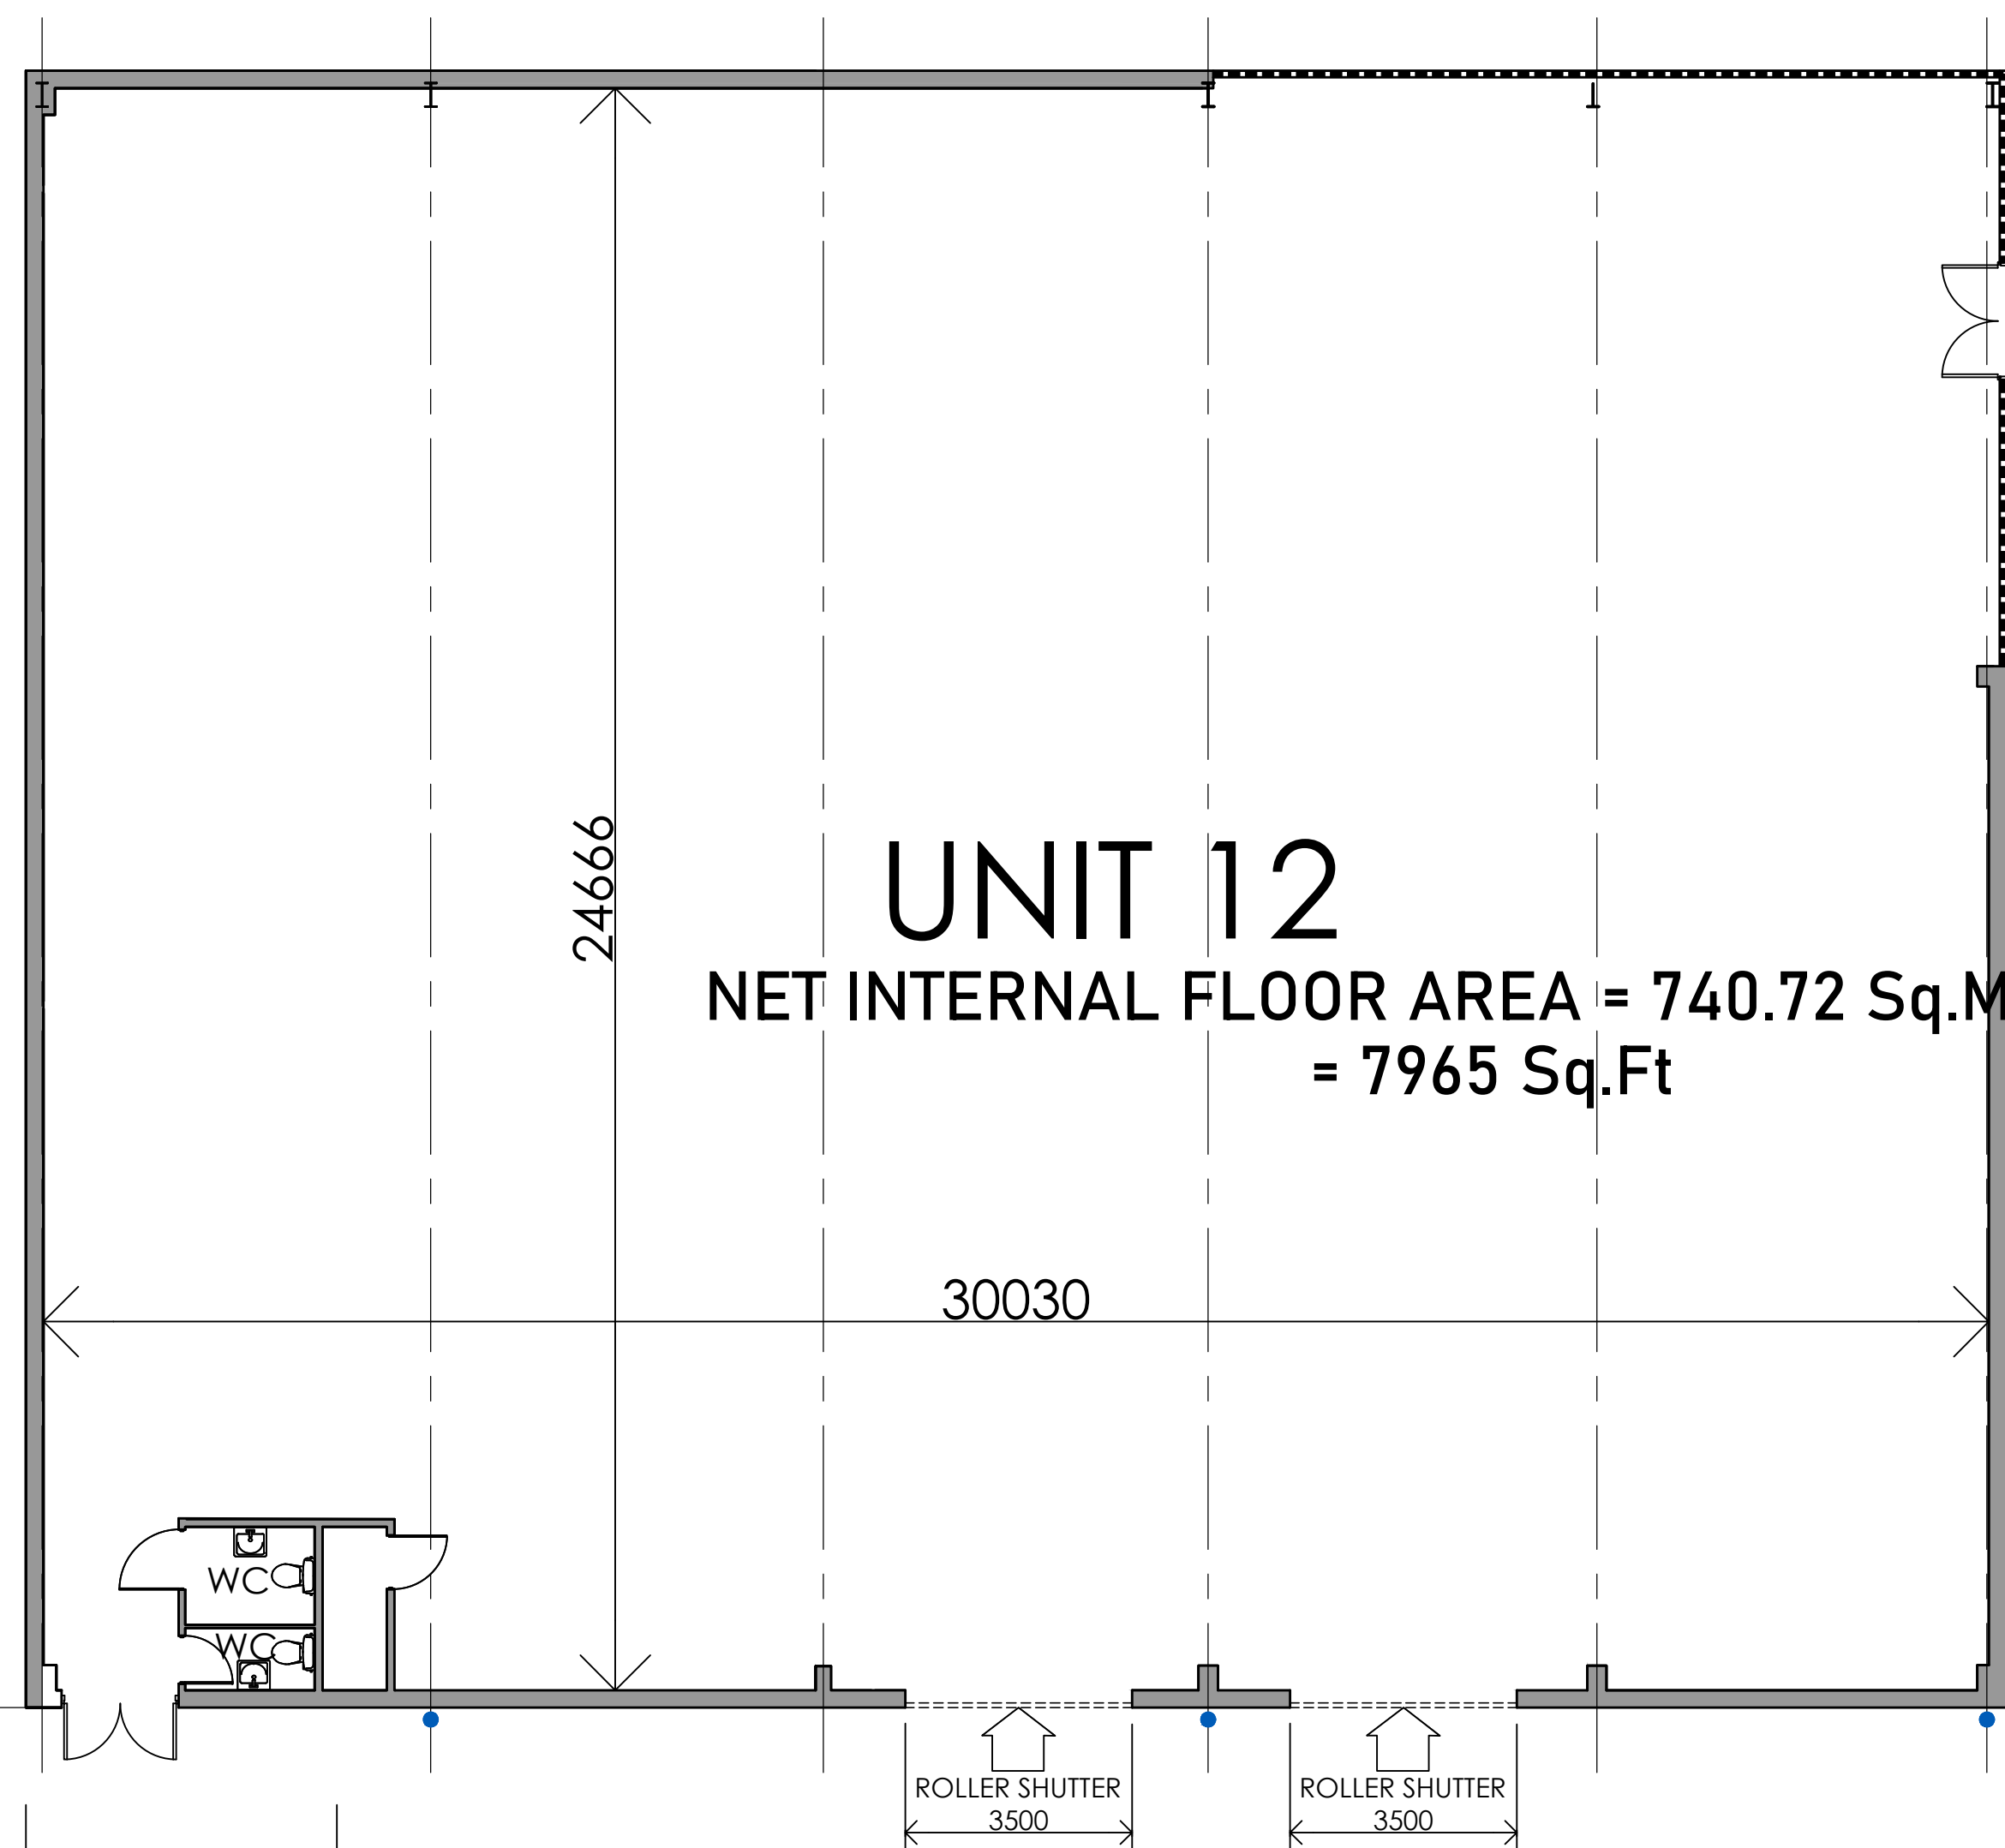 24666
UNIT 12
NET INTERNAL FLOOR AREA = 740.72 Sq.M
= 7965 Sq.Ft
30030
WC
WC
ROLLER SHUTTER
3500
ROLLER SHUTTER
3500